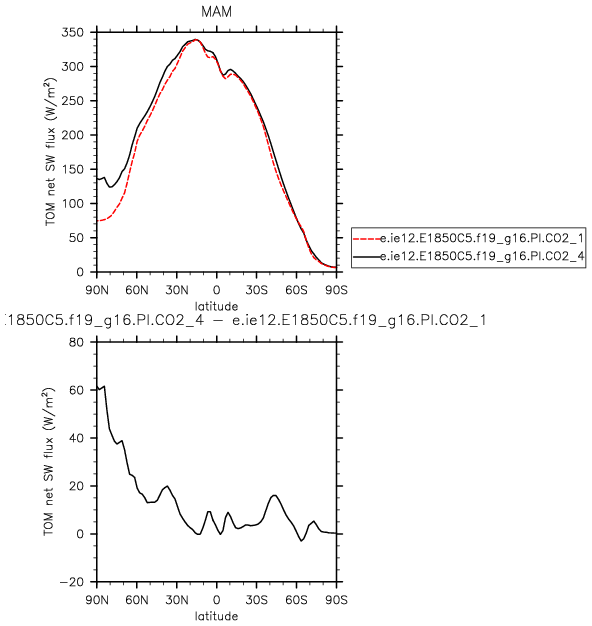 MAM
TOM net SW flux (W/m²)
350
300
250
200
150
100
50
0
90N 60N 30N 0 30S 60S 90S
latitude
e.ie12.E1850C5.f19_g16.PI.CO2_1
e.ie12.E1850C5.f19_g16.PI.CO2_4
.1850C5.f19_g16.PI.CO2_4 − e.ie12.E1850C5.f19_g16.PI.CO2_1
TOM net SW flux (W/m²)
80
60
40
20
0
−20
90N 60N 30N 0 30S 60S 90S
latitude